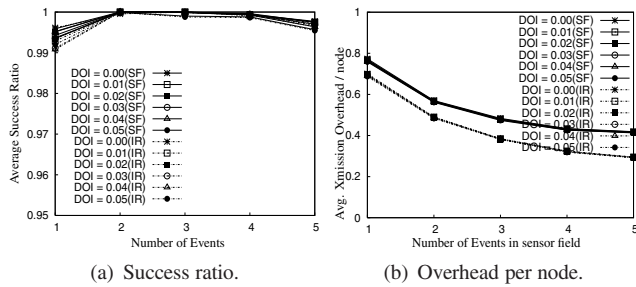 1
0.99
0.98
0.97
0.96
0.95
Average Success Ratio
DOI = 0.00(SF)
DOI = 0.01(SF)
DOI = 0.02(SF)
DOI = 0.03(SF)
DOI = 0.04(SF)
DOI = 0.05(SF)
DOI = 0.00(IR)
DOI = 0.01(IR)
DOI = 0.02(IR)
DOI = 0.03(IR)
DOI = 0.04(IR)
DOI = 0.05(IR)
1 2 3 4 5
Number of Events
(a) Success ratio.
1
0.8
0.6
0.4
0.2
0
Avg. Xmission Overhead / node
DOI = 0.00(SF)
DOI = 0.01(SF)
DOI = 0.02(SF)
DOI = 0.03(SF)
DOI = 0.04(SF)
DOI = 0.05(SF)
DOI = 0.00(IR)
DOI = 0.01(IR)
DOI = 0.02(IR)
DOI = 0.03(IR)
DOI = 0.04(IR)
DOI = 0.05(IR)
1 2 3 4 5
Number of Events in sensor field
(b) Overhead per node.